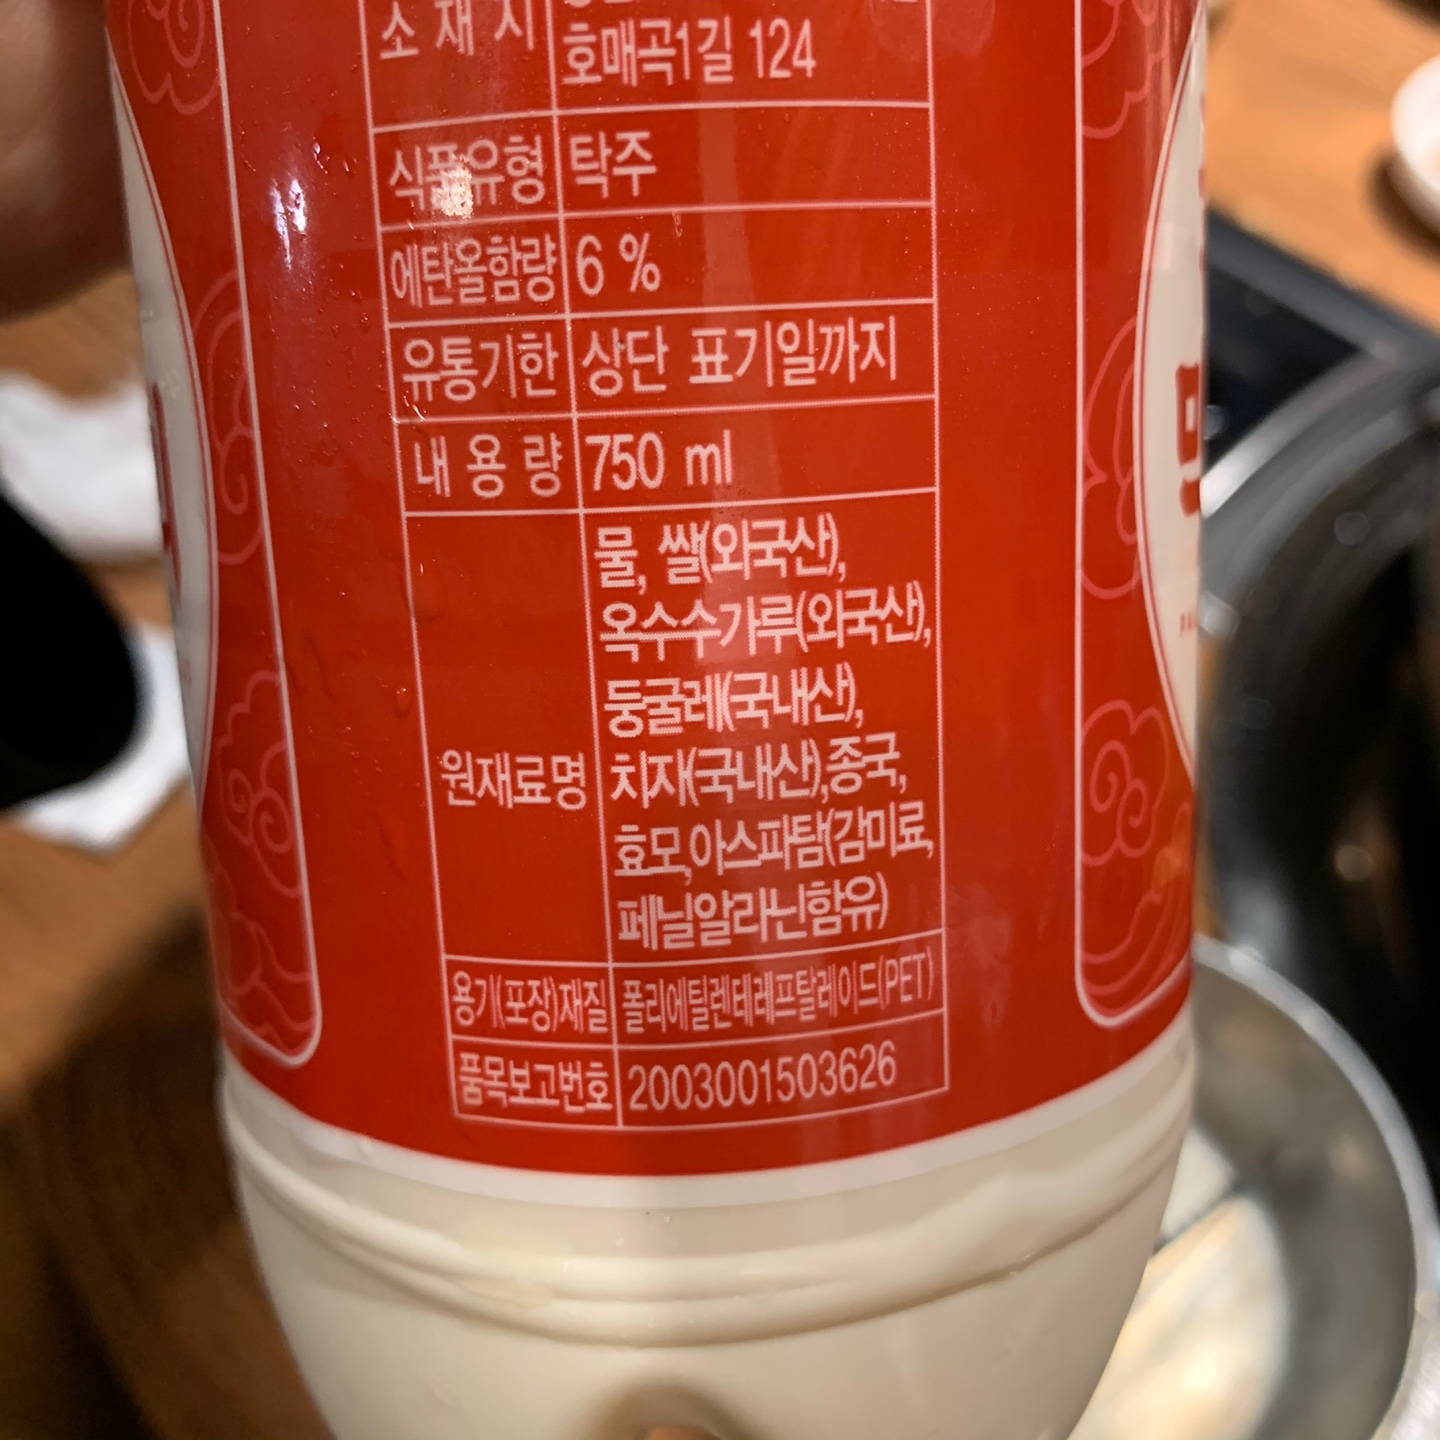 소 재 지
호매곡1길 124
식품유형 탁주
에탄올함량 6 %
유통기한 상단 표기일까지
내 용 량 750 ml
원재료명
물, 쌀(외국산),
옥수수가루(외국산),
둥굴레(국내산),
치자(국내산),종국,
효모,아스파탐(감미료,
페닐알라닌함유)
용기(포장)재질 폴리에틸렌테레프탈레이드(PET)
품목보고번호 2003001503626